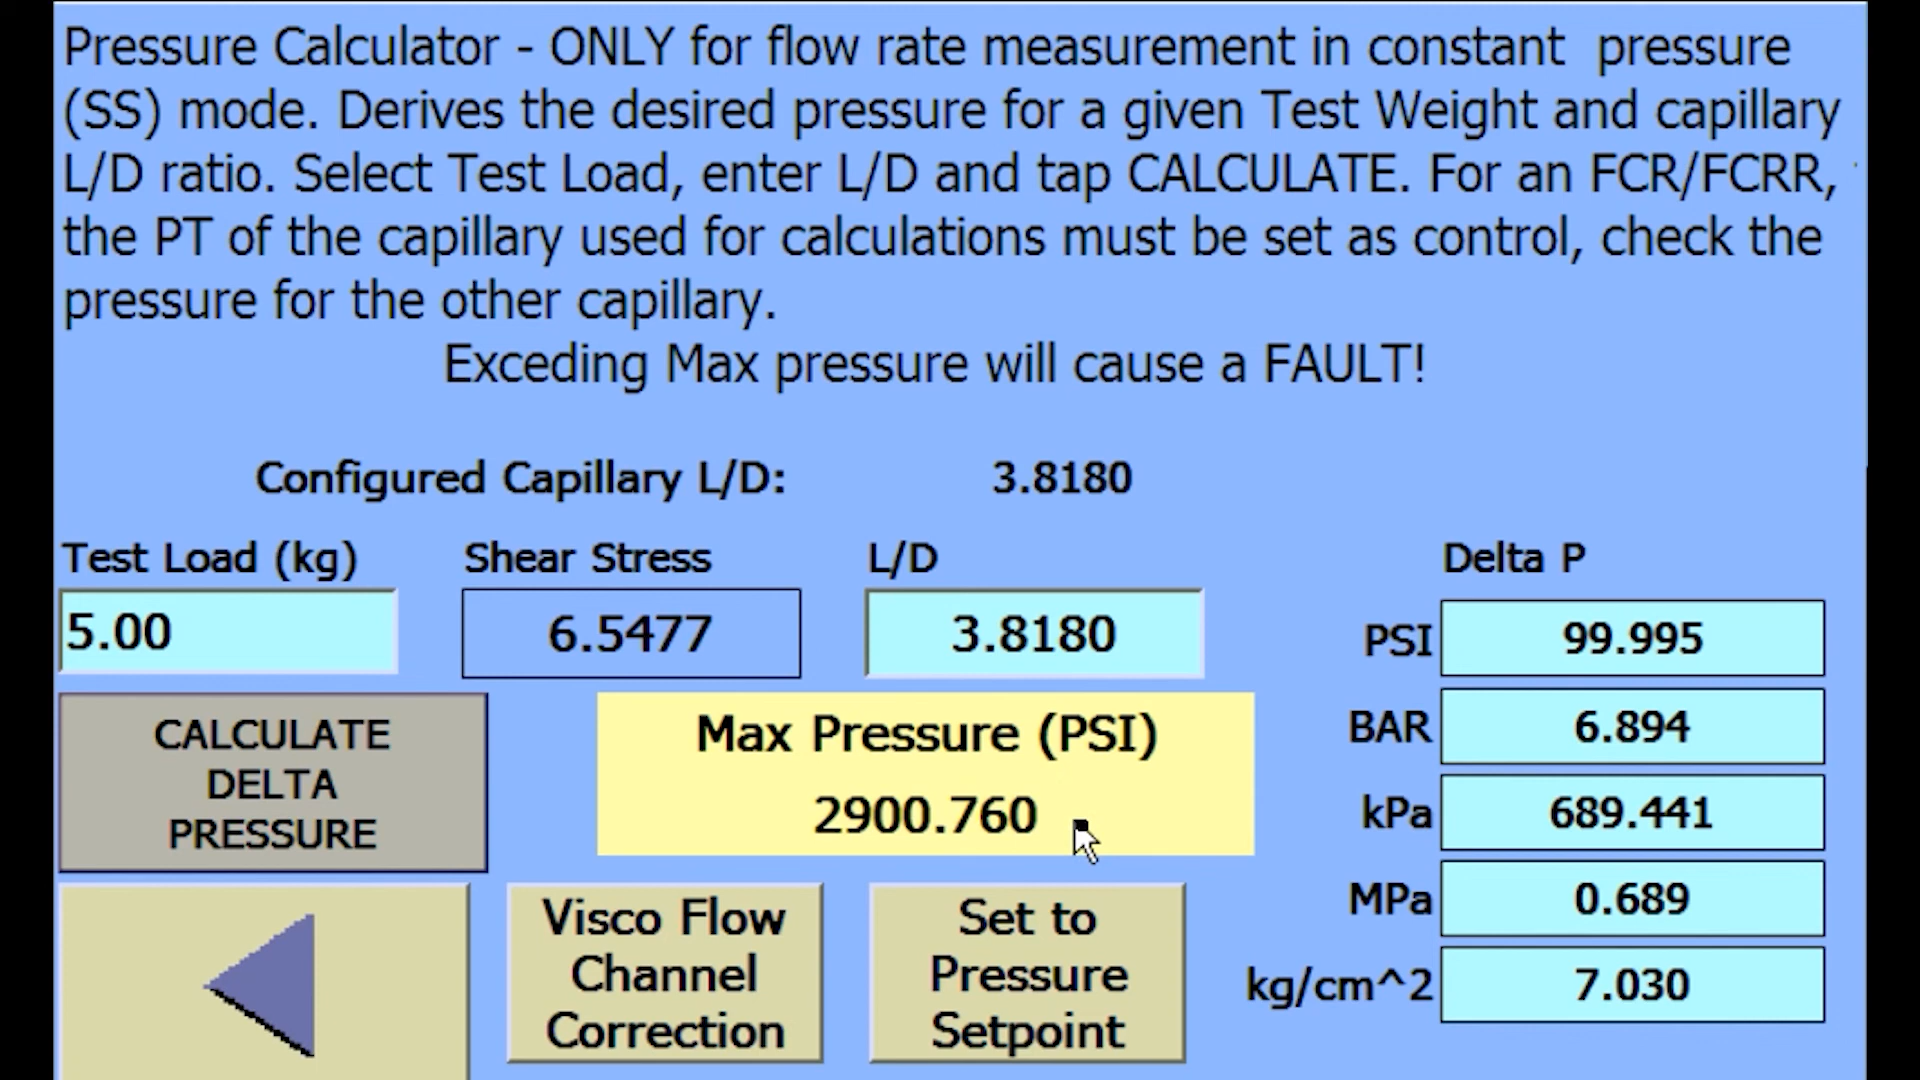 Pressure Calculator - ONLY for flow rate measurement in constant pressure
(SS) mode. Derives the desired pressure for a given Test Weight and capillary
L/D ratio. Select Test Load, enter L/D and tap CALCULATE. For an FCR/FCRR,
the PT of the capillary used for calculations must be set as control, check the
pressure for the other capillary.
Exceding Max pressure will cause a FAULT!
Configured Capillary L/D: 3.8180
Test Load (kg) Shear Stress L/D Delta P
5.00 6.5477 3.8180
PSI 99.995
BAR 6.894
kPa 689.441
MPa 0.689
kg/cm^2 7.030
CALCULATE
DELTA
PRESSURE
Max Pressure (PSI)
2900.760
Visco Flow
Channel
Correction
Set to
Pressure
Setpoint